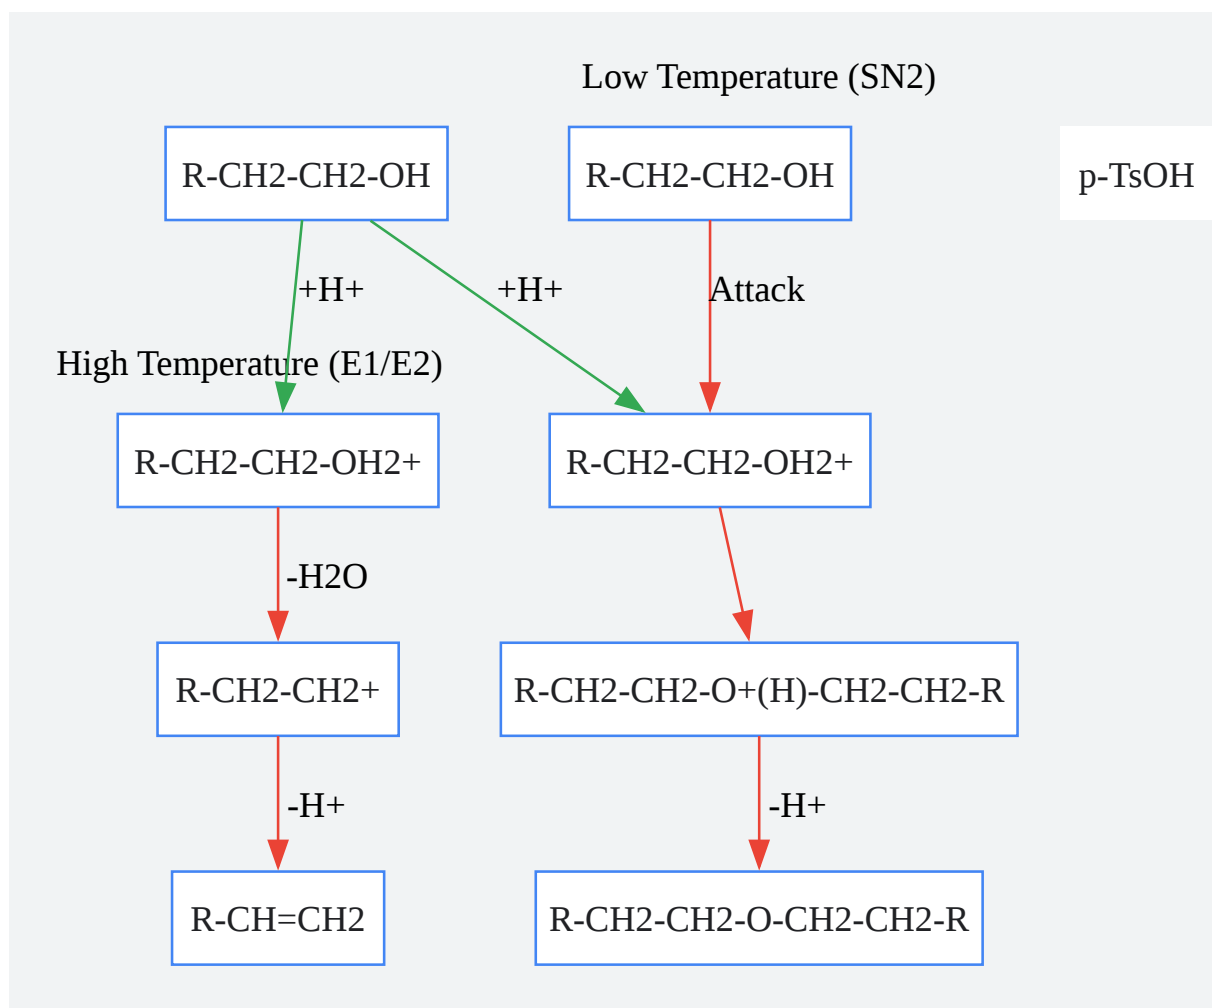 Low Temperature (SN2)
R-CH2-CH2-OH
R-CH2-CH2-OH
p-TsOH
+H+
+H+
Attack
High Temperature (E1/E2)
R-CH2-CH2-OH2+
R-CH2-CH2-OH2+
-H2O
R-CH2-CH2+
R-CH2-CH2-O+(H)-CH2-CH2-R
-H+
-H+
R-CH=CH2
R-CH2-CH2-O-CH2-CH2-R